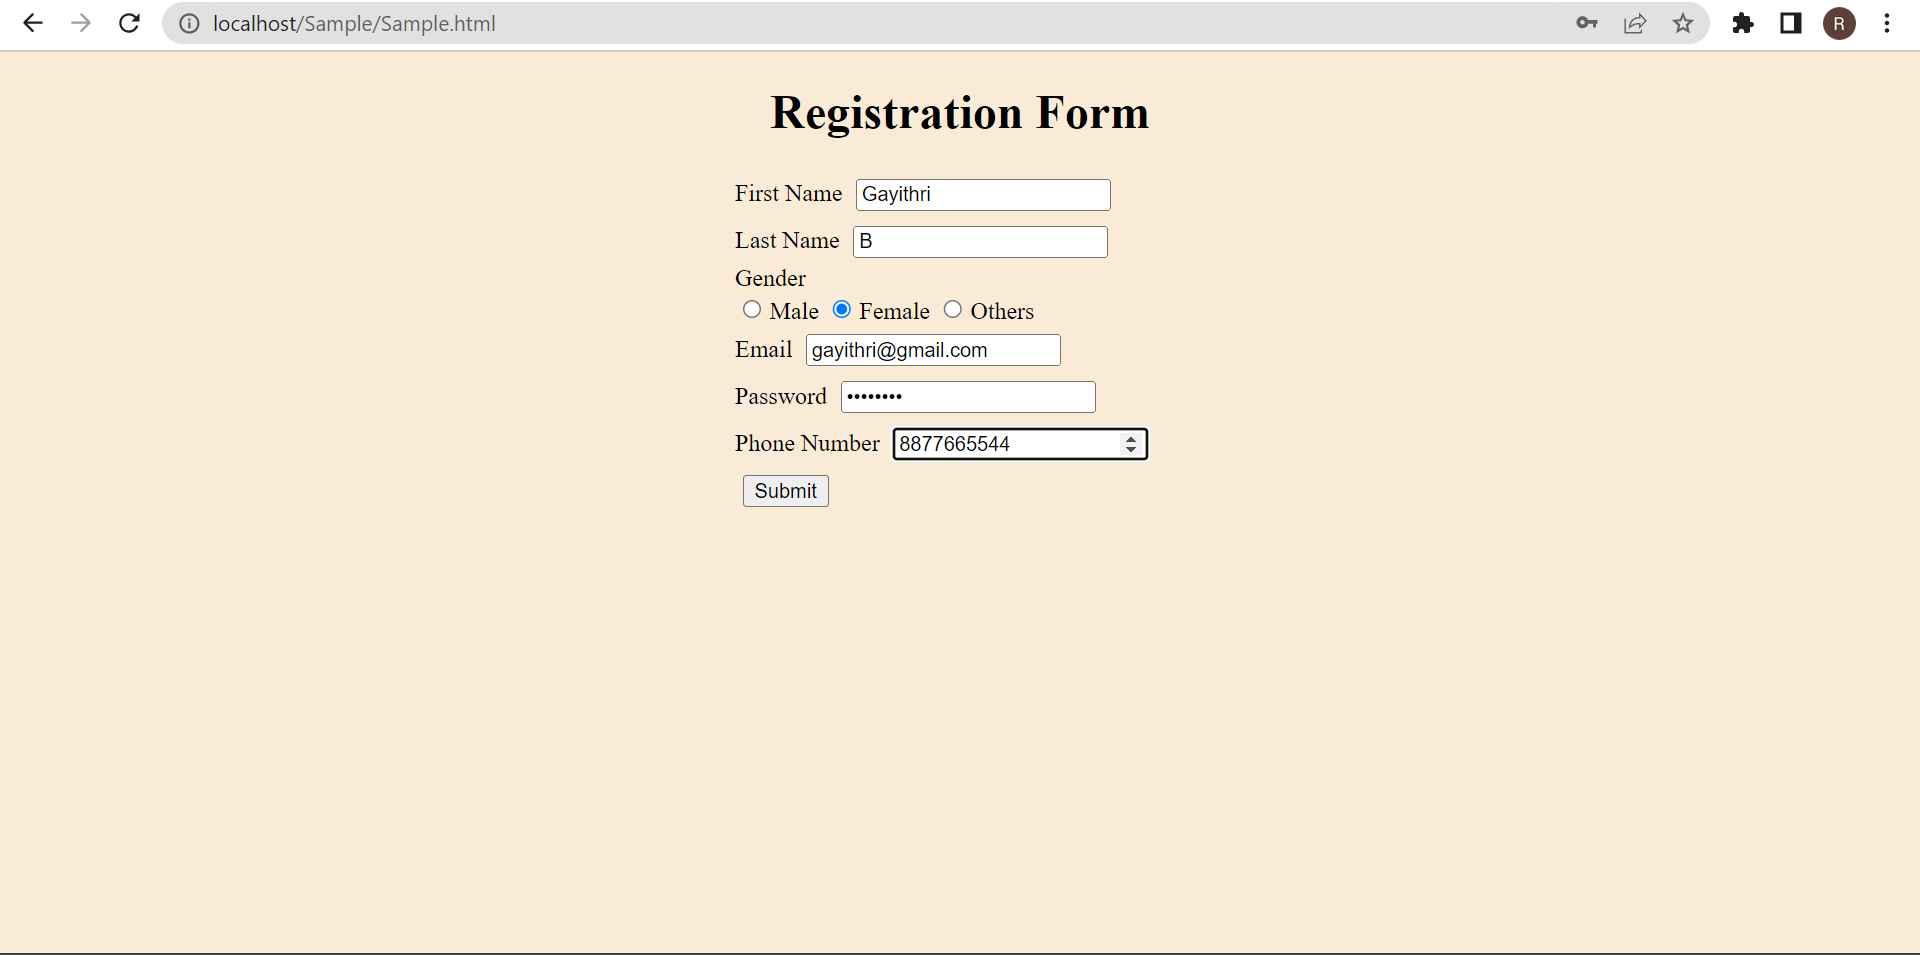 localhost/Sample/Sample.html
R
Registration Form
First Name Gayithri
Last Name B
Gender
Male Female Others
Email gayithri@gmail.com
Password ••••••••
Phone Number 8877665544
Submit